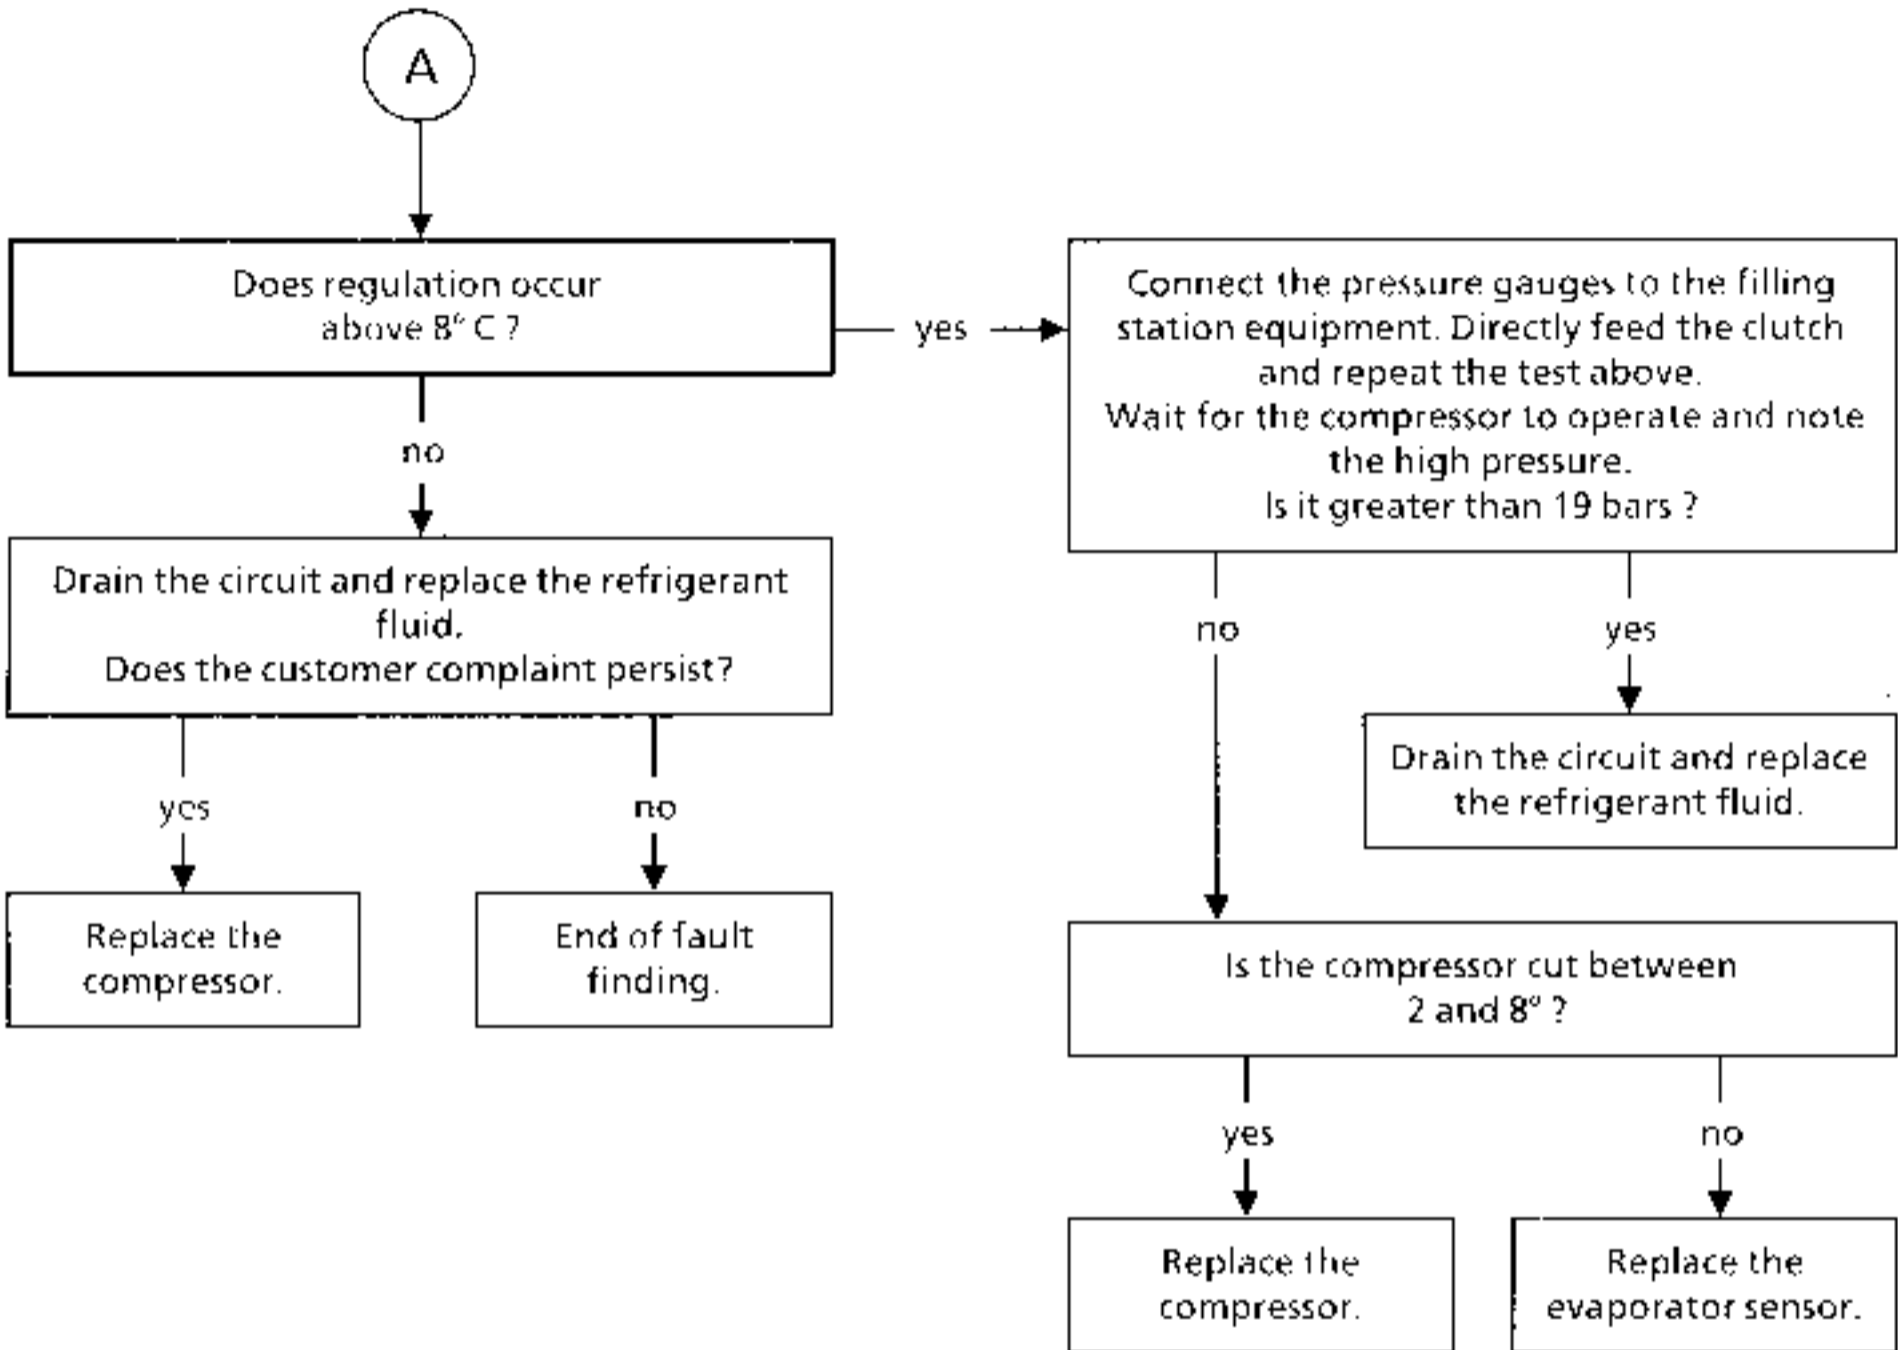 A
Does regulation occur
above 8° C ?
yes
Connect the pressure gauges to the filling
station equipment. Directly feed the clutch
and repeat the test above.
Wait for the compressor to operate and note
the high pressure.
Is it greater than 19 bars ?
no
Drain the circuit and replace the refrigerant
fluid.
Does the customer complaint persist?
no
yes
Drain the circuit and replace
the refrigerant fluid.
yes
no
Replace the
compressor.
End of fault
finding.
Is the compressor cut between
2 and 8° ?
yes
no
Replace the
compressor.
Replace the
evaporator sensor.